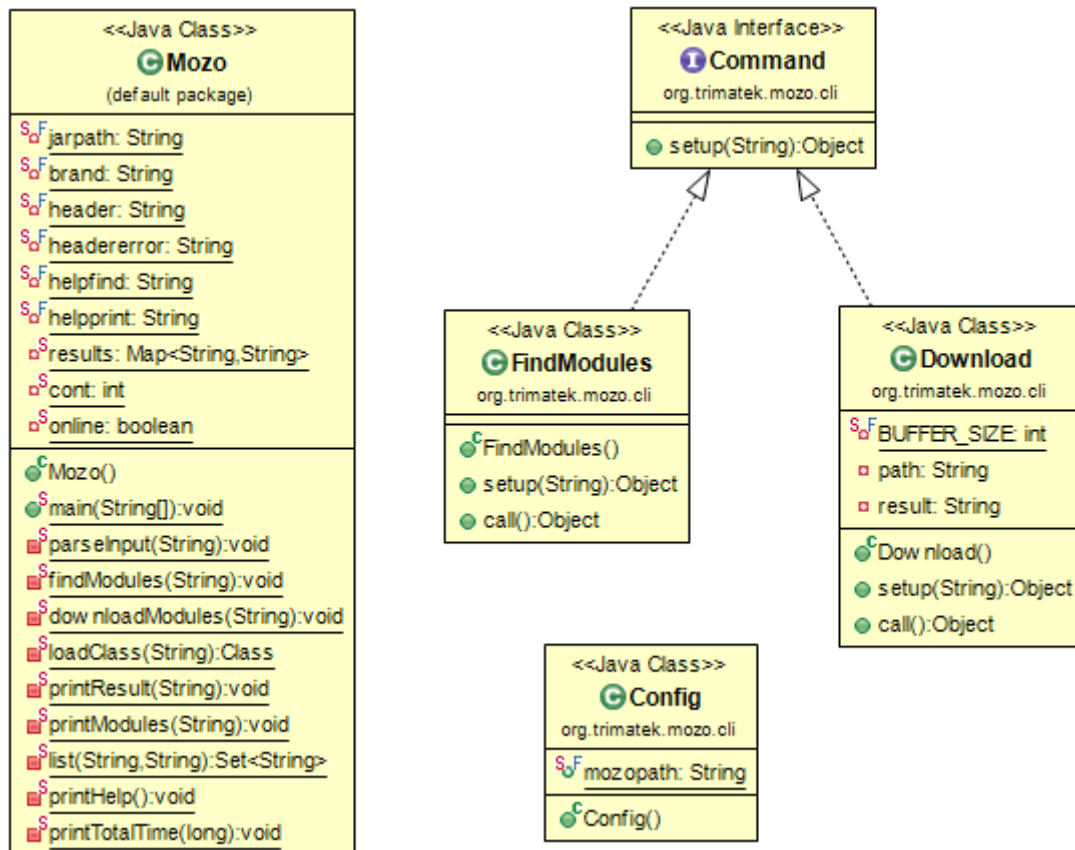 <<Java Class>>
C Mozo
(default package)
S F jarpath: String
S F brand: String
S F header: String
S F headererror: String
S F helpfind: String
S F helpprint: String
S results: Map<String,String>
S cont: int
S online: boolean
C Mozo()
S main(String[]):void
S parseInput(String):void
S findModules(String):void
S downloadModules(String):void
S loadClass(String):Class
S printResult(String):void
S printModules(String):void
S list(String,String):Set<String>
S printHelp():void
S printTotalTime(long):void
<<Java Interface>>
I Command
org.trimatek.mozo.cli
setup(String):Object
<<Java Class>>
C FindModules
org.trimatek.mozo.cli
C FindModules()
setup(String):Object
call():Object
<<Java Class>>
C Download
org.trimatek.mozo.cli
S F BUFFER_SIZE: int
path: String
result: String
C Download()
setup(String):Object
call():Object
<<Java Class>>
C Config
org.trimatek.mozo.cli
S F mozopath: String
C Config()